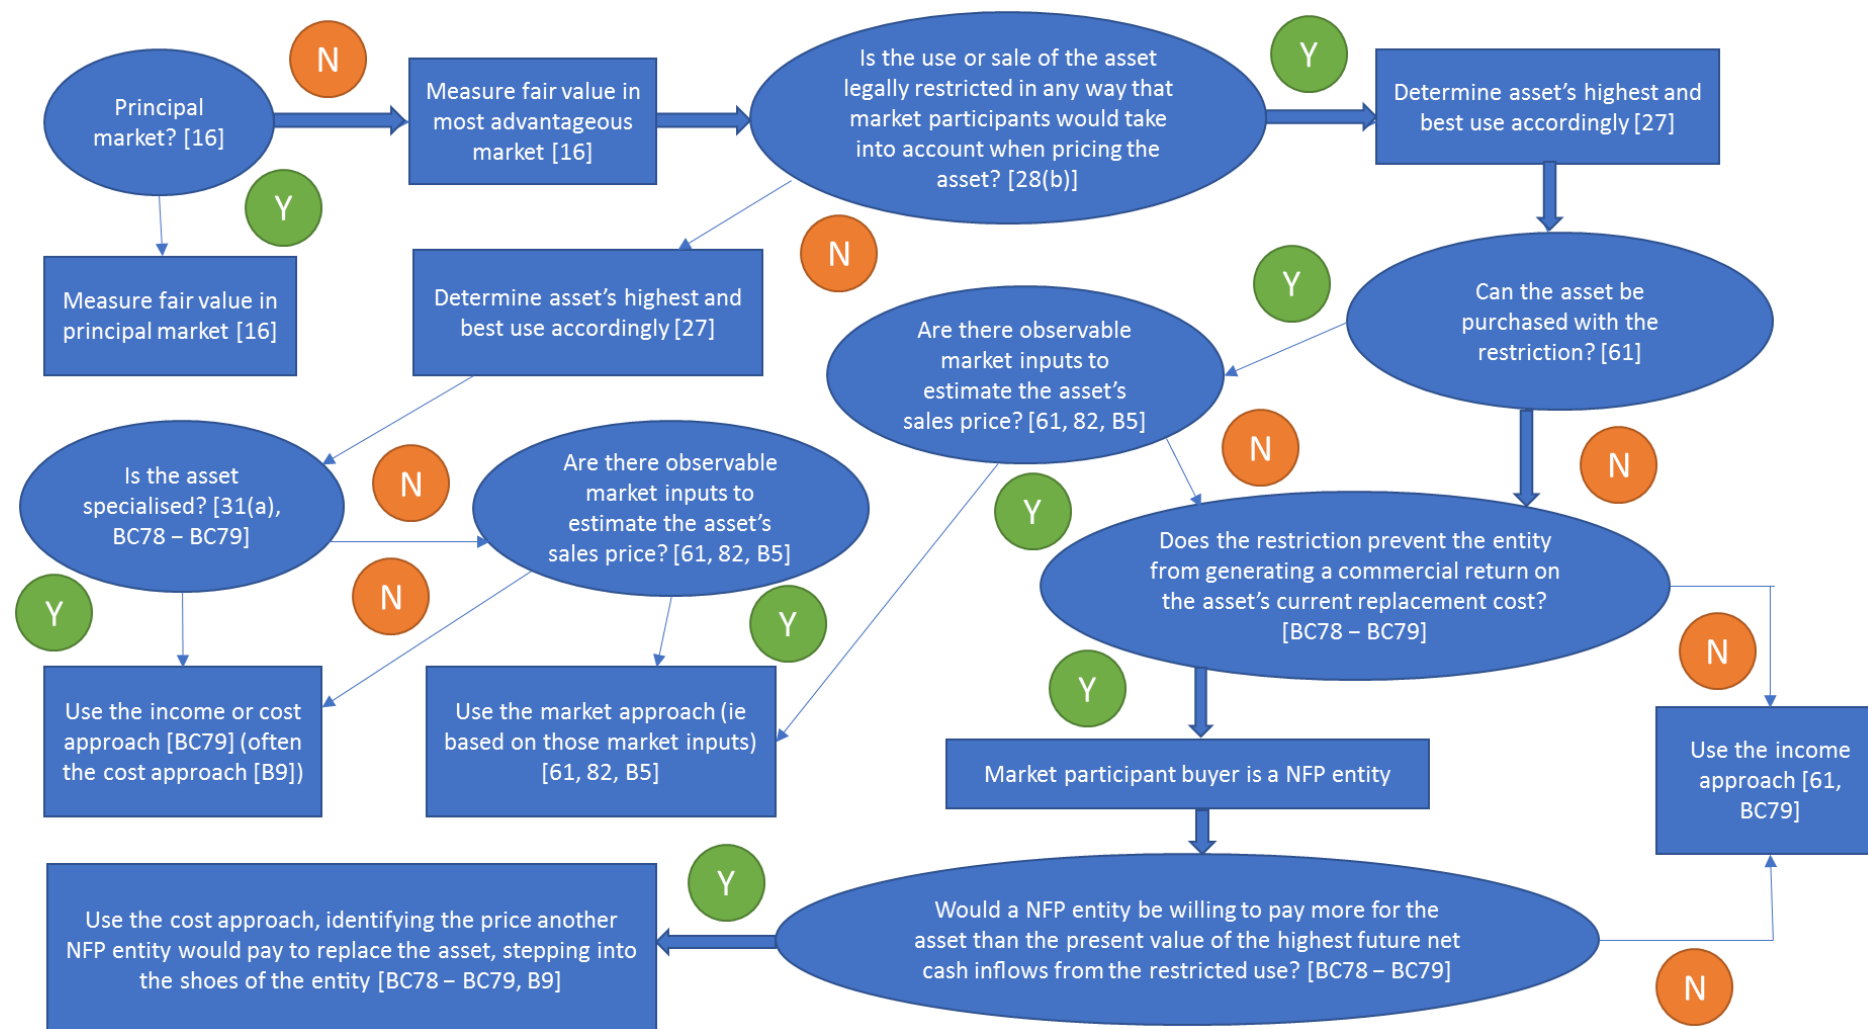 Principal
market? [16]
N
Measure fair value in
most advantageous
market [16]
Is the use or sale of the asset
legally restricted in any way that
market participants would take
into account when pricing the
asset? [28(b)]
Y
Determine asset’s highest and
best use accordingly [27]
Y
Measure fair value in
principal market [16]
N
Determine asset’s highest and
best use accordingly [27]
Y
Can the asset be
purchased with the
restriction? [61]
Are there observable
market inputs to
estimate the asset’s
sales price? [61, 82, B5]
N
N
Y
Is the asset
specialised? [31(a),
BC78 – BC79]
N
Are there observable
market inputs to
estimate the asset’s
sales price? [61, 82, B5]
Y
N
Y
Does the restriction prevent the entity
from generating a commercial return on
the asset’s current replacement cost?
[BC78 – BC79]
N
Y
Use the income or cost
approach [BC79] (often
the cost approach [B9])
Use the market approach (ie
based on those market inputs)
[61, 82, B5]
Market participant buyer is a NFP entity
Use the income
approach [61,
BC79]
Y
Use the cost approach, identifying the price another
NFP entity would pay to replace the asset, stepping into
the shoes of the entity [BC78 – BC79, B9]
Would a NFP entity be willing to pay more for the
asset than the present value of the highest future net
cash inflows from the restricted use? [BC78 – BC79]
N